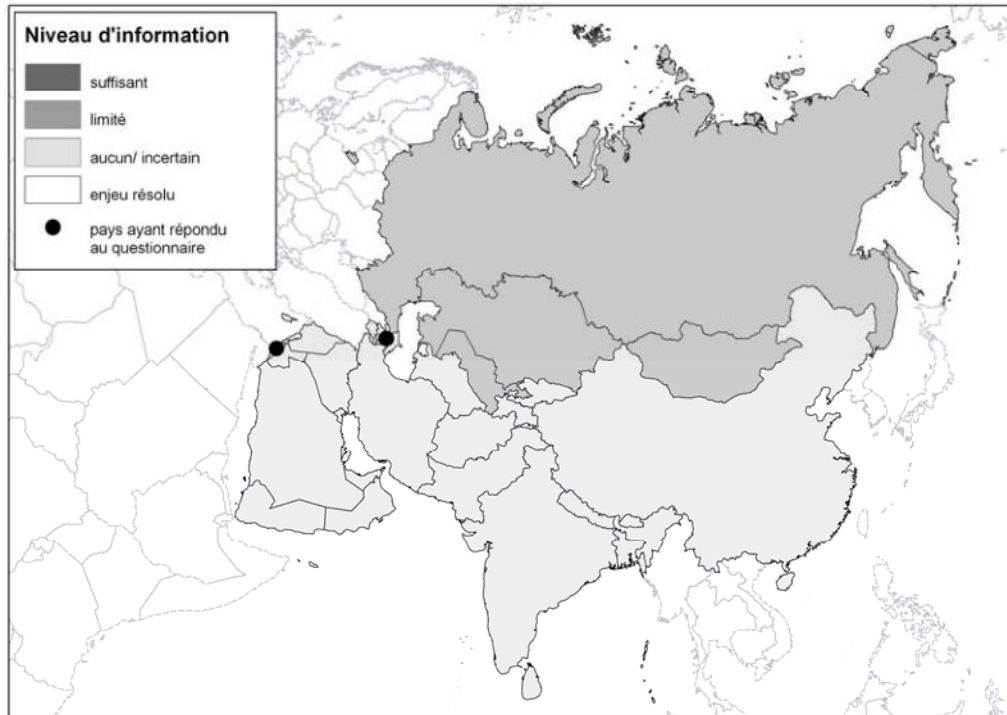 Niveau d'information
suffisant
limité
aucun/ incertain
enjeu résolu
pays ayant répondu
au questionnaire